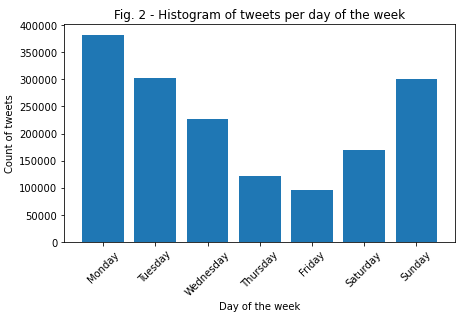 Fig. 2 - Histogram of tweets per day of the week
400000
350000
300000
250000
200000
150000
100000
50000
0
Count of tweets
Monday
Tuesday
Wednesday
Thursday
Friday
Saturday
Sunday
Day of the week